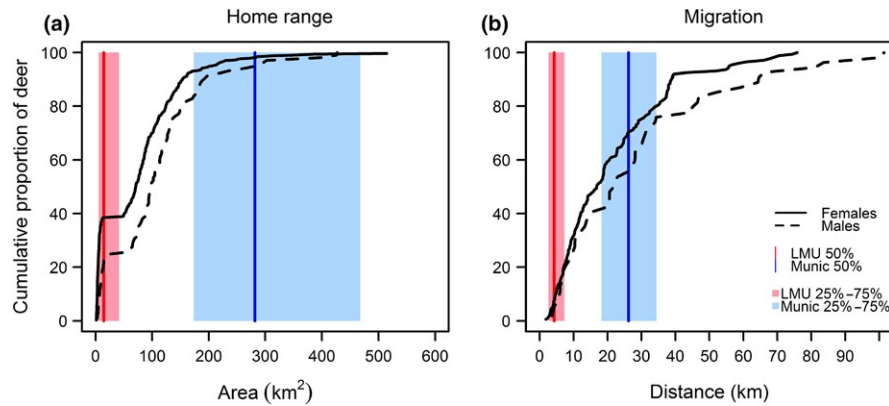 (a)
Home range
(b)
Migration
Cumulative proportion of deer
100
80
60
40
20
0
0 100 200 300 400 500 600
Area (km²)
100
80
60
40
20
0
0 10 20 30 40 50 60 70 80 90
Distance (km)
Females
Males
LMU 50%
Munic 50%
LMU 25%–75%
Munic 25%–75%